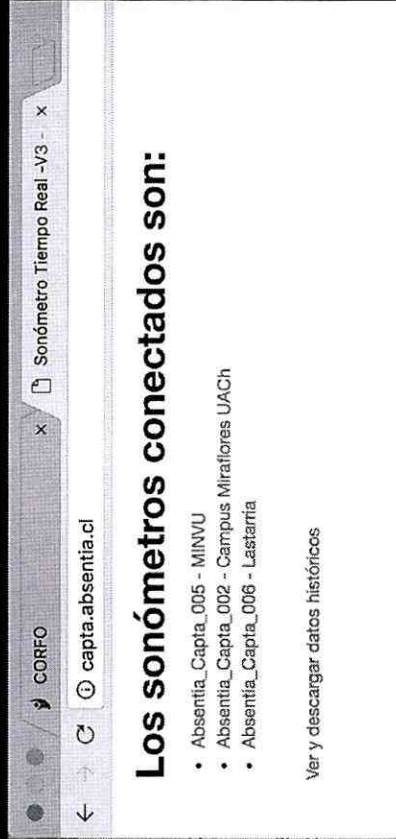 CORFO
Sonómetro Tiempo Real -V3 -
capta.absentia.cl
Los sonómetros conectados son:
• Absentia_Capta_005 - MINVU
• Absentia_Capta_002 - Campus Miraflores UACh
• Absentia_Capta_006 - Lastarria
Ver y descargar datos históricos